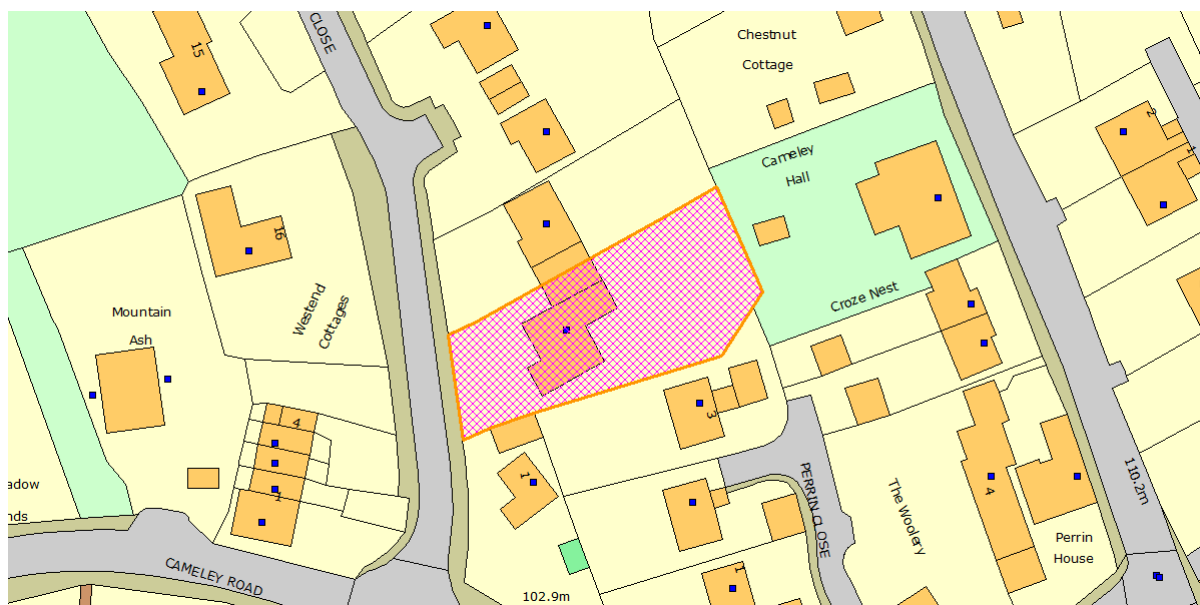 CLOSE
15
Chestnut
Cottage
2
1
Cameley
Hall
16
Westend
Cottages
Croze Nest
Mountain
Ash
4
1
3
1
adow
nds
CAMELEY ROAD
PERRIN CLOSE
The Woolery
4
110.2m
Perrin
House
1
102.9m